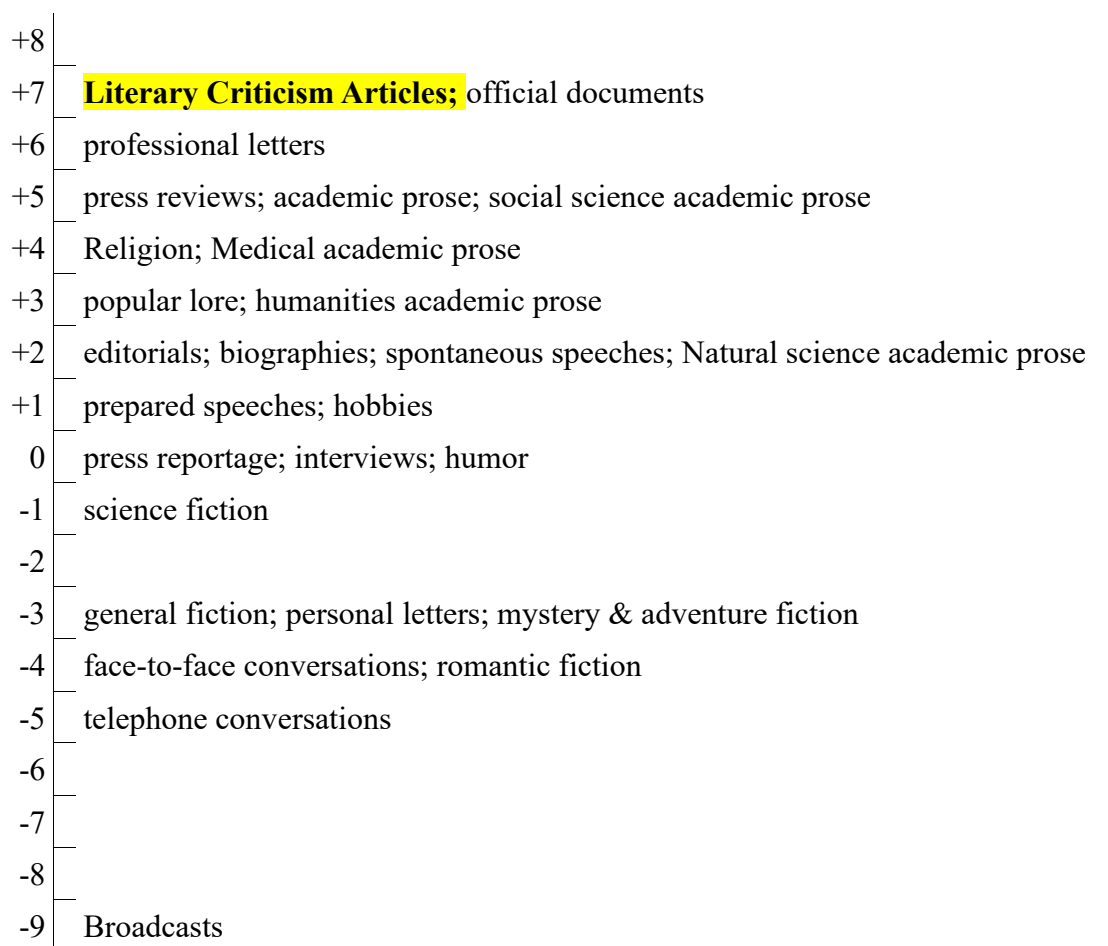 +8
+7 Literary Criticism Articles; official documents
+6 professional letters
+5 press reviews; academic prose; social science academic prose
+4 Religion; Medical academic prose
+3 popular lore; humanities academic prose
+2 editorials; biographies; spontaneous speeches; Natural science academic prose
+1 prepared speeches; hobbies
0 press reportage; interviews; humor
-1 science fiction
-2
-3 general fiction; personal letters; mystery & adventure fiction
-4 face-to-face conversations; romantic fiction
-5 telephone conversations
-6
-7
-8
-9 Broadcasts